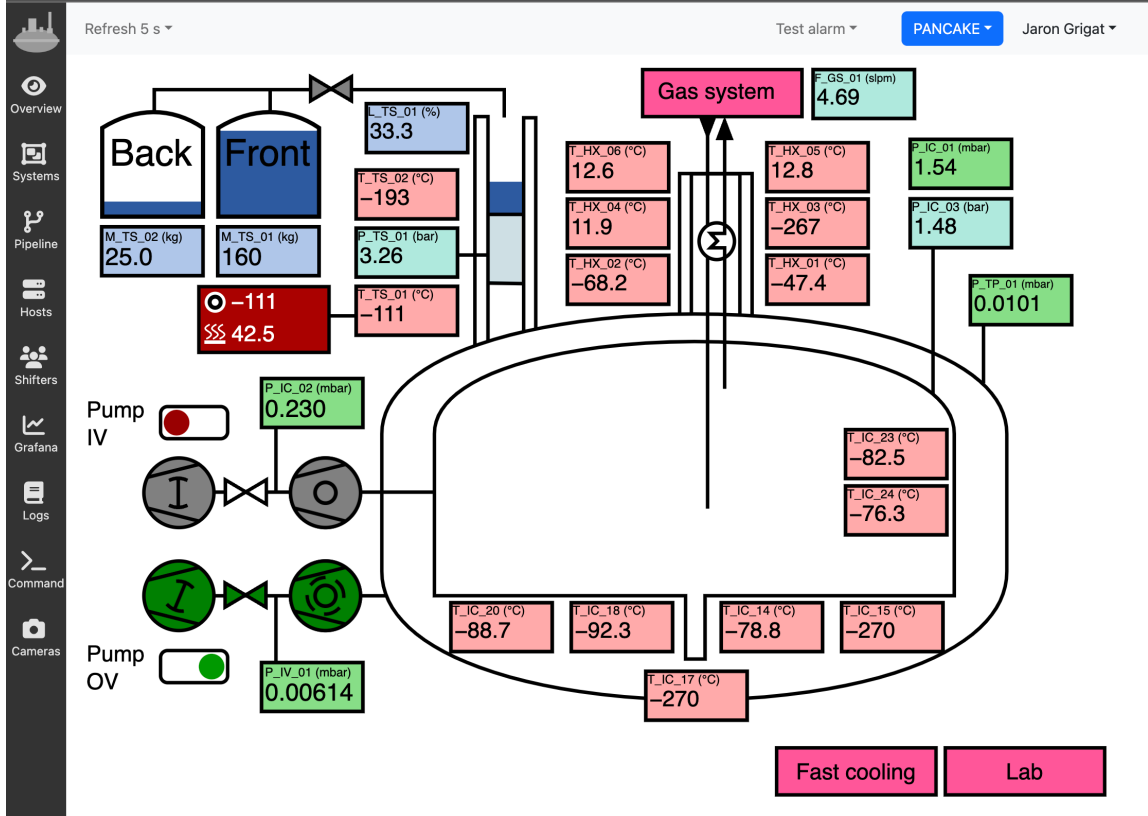 Refresh 5 s
Test alarm
PANCAKE
Jaron Grigat
Overview
Systems
Pipeline
Hosts
Shifters
Grafana
Logs
Command
Cameras
Back
Front
M_TS_02 (kg)
25.0
M_TS_01 (kg)
160
L_TS_01 (%)
33.3
T_TS_02 (°C)
−193
P_TS_01 (bar)
3.26
T_TS_01 (°C)
−111
−111
42.5
Gas system
F_GS_01 (slpm)
4.69
T_HX_06 (°C)
12.6
T_HX_05 (°C)
12.8
T_HX_04 (°C)
11.9
T_HX_03 (°C)
−267
T_HX_02 (°C)
−68.2
T_HX_01 (°C)
−47.4
P_IC_01 (mbar)
1.54
P_IC_03 (bar)
1.48
P_TP_01 (mbar)
0.0101
Pump
IV
P_IC_02 (mbar)
0.230
T_IC_23 (°C)
−82.5
T_IC_24 (°C)
−76.3
T_IC_20 (°C)
−88.7
T_IC_18 (°C)
−92.3
T_IC_14 (°C)
−78.8
T_IC_15 (°C)
−270
T_IC_17 (°C)
−270
Pump
OV
P_IV_01 (mbar)
0.00614
Fast cooling
Lab